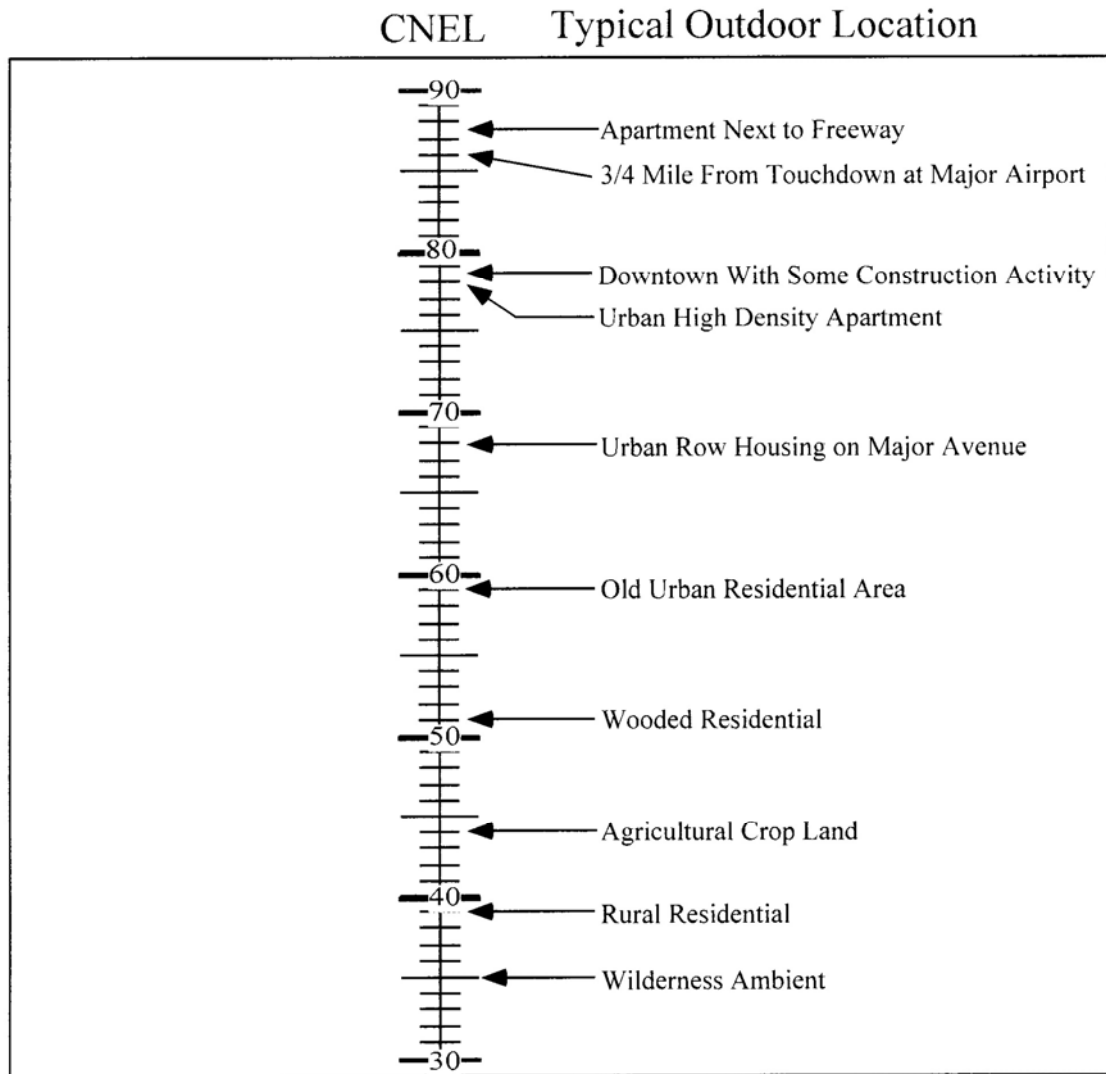 CNEL Typical Outdoor Location
90
Apartment Next to Freeway
3/4 Mile From Touchdown at Major Airport
80
Downtown With Some Construction Activity
Urban High Density Apartment
70
Urban Row Housing on Major Avenue
60
Old Urban Residential Area
Wooded Residential
50
Agricultural Crop Land
40
Rural Residential
Wilderness Ambient
30